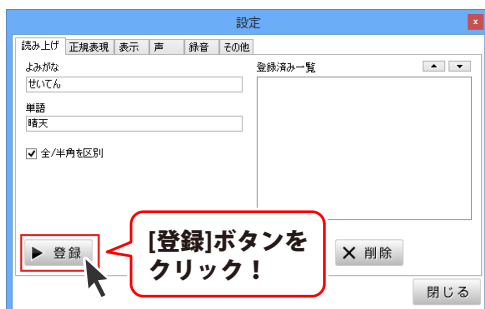 設定
x
読み上げ 正規表現 表示 声 録音 その他
よみがな
せいてん
単語
晴天
全/半角を区別
登録済み一覧
登録
[登録]ボタンを
クリック！
削除
閉じる